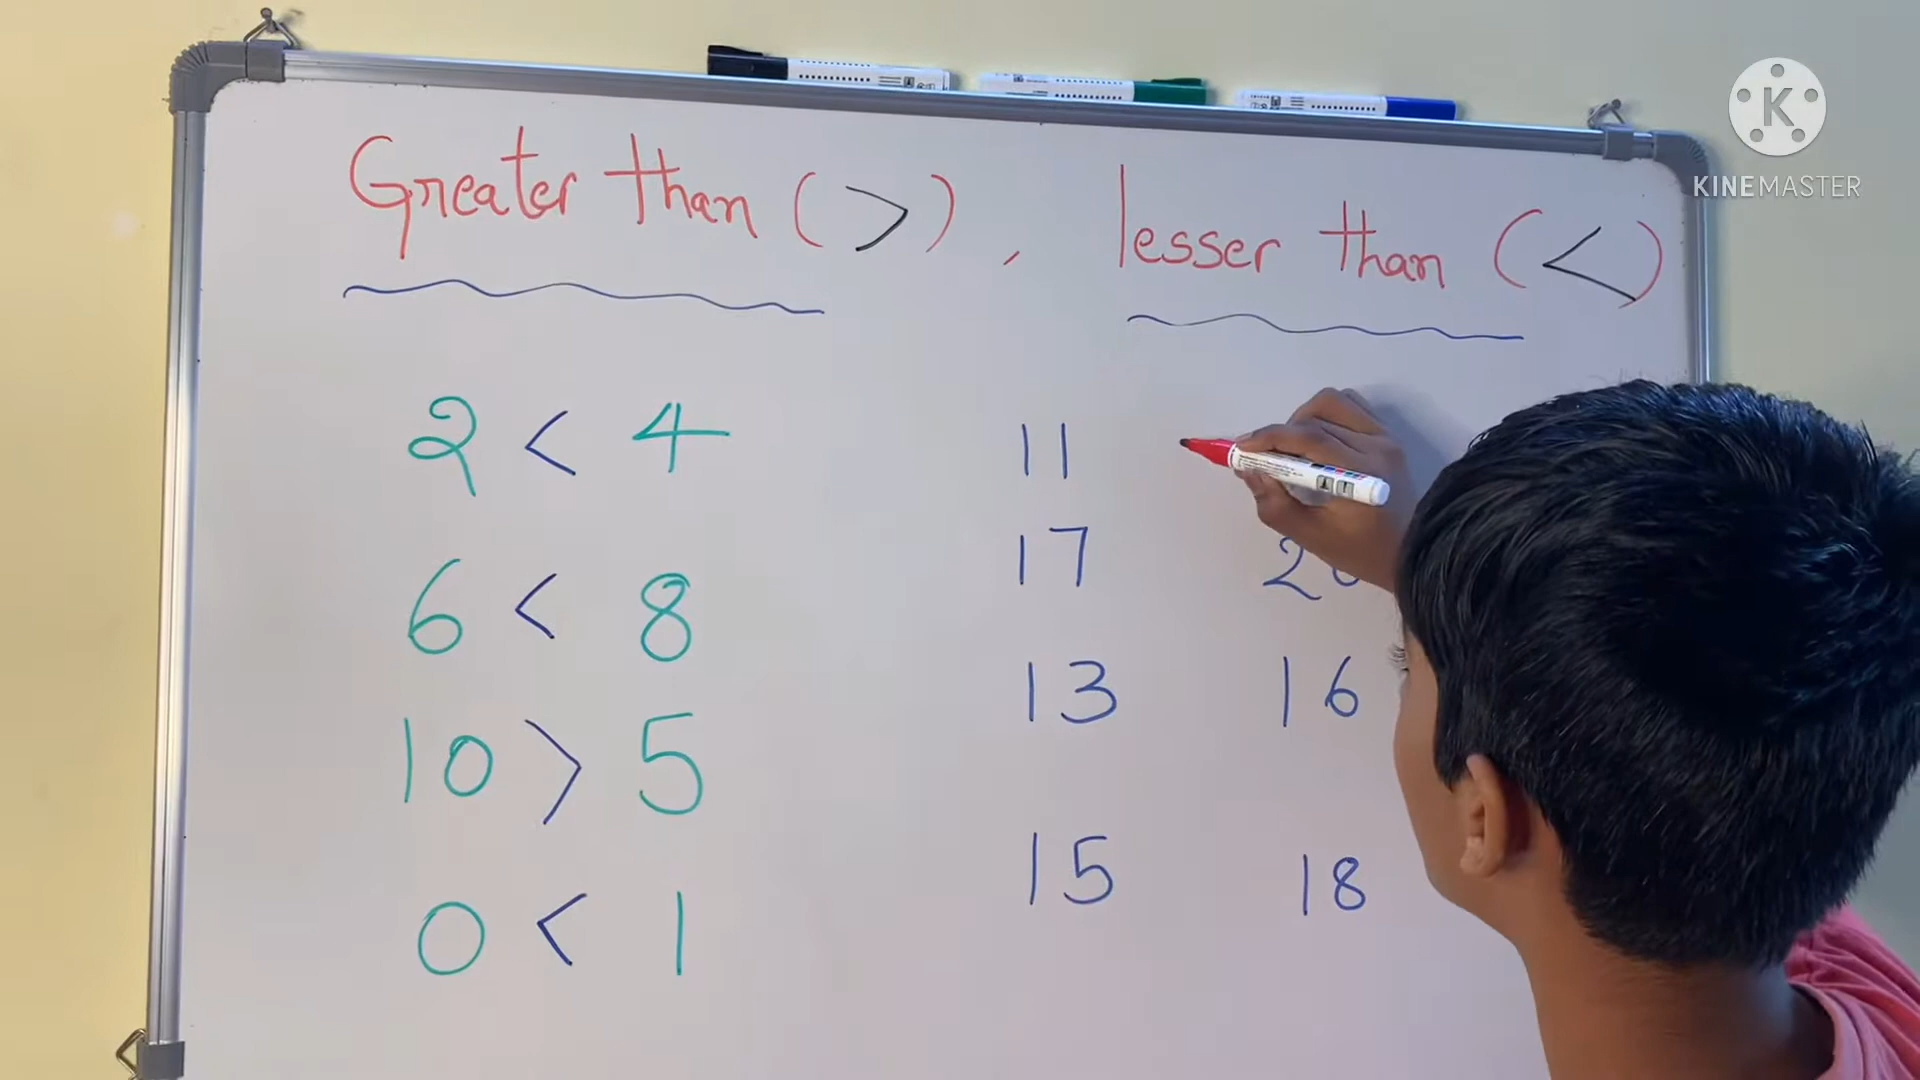 Greater than (>), lesser than (<)
2 < 4
6 < 8
10 > 5
0 < 1
11
17
13 16
15 18
KINEMASTER